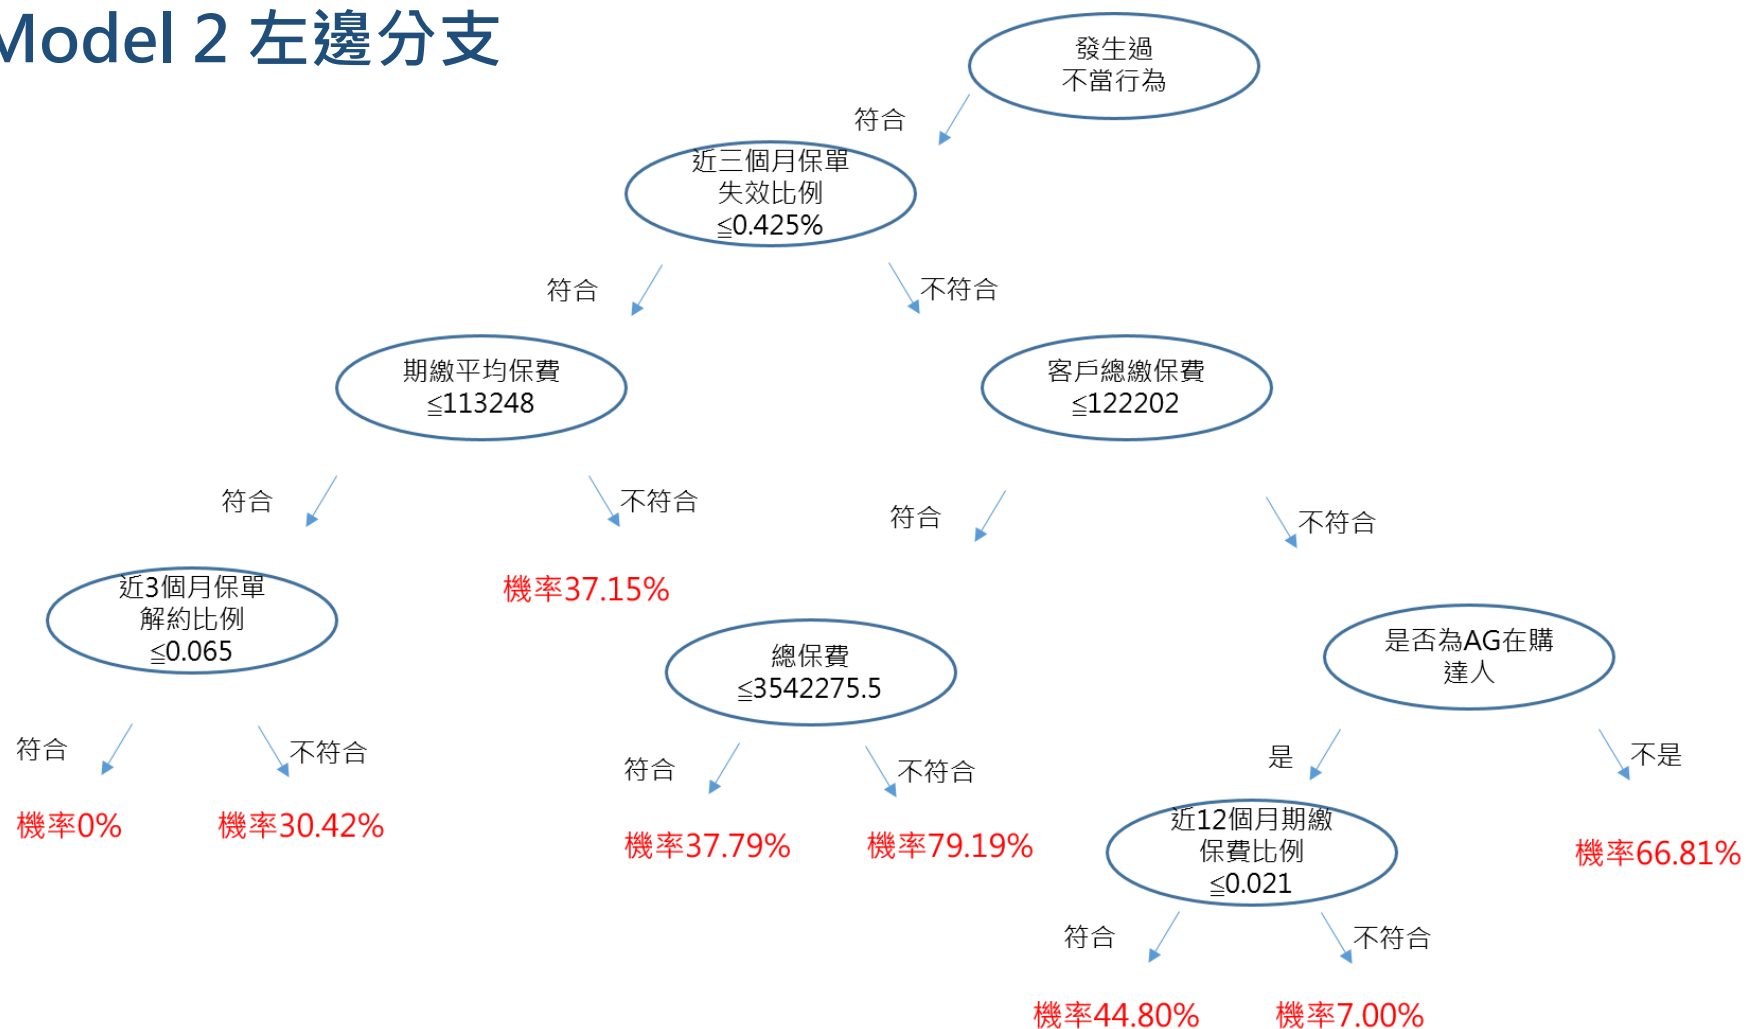 Model 2 左邊分支
發生過
不當行為
符合
近三個月保單
失效比例
≦0.425%
符合
不符合
期繳平均保費
≦113248
客戶總繳保費
≦122202
符合
不符合
符合
不符合
機率37.15%
近3個月保單
解約比例
≦0.065
總保費
≦3542275.5
是否為AG在購
達人
符合
不符合
符合
不符合
是
不是
機率0%
機率30.42%
機率37.79%
機率79.19%
近12個月期繳
保費比例
≦0.021
機率66.81%
符合
不符合
機率44.80%
機率7.00%